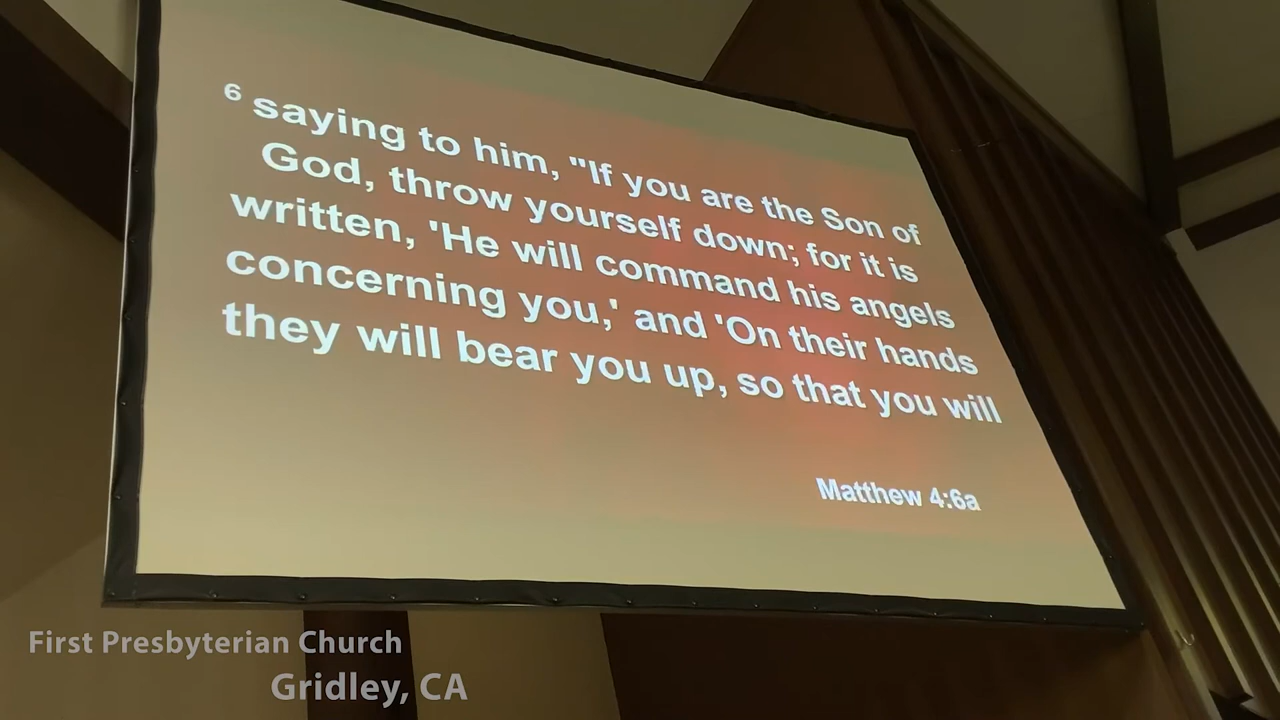 6 saying to him, "If you are the Son of
God, throw yourself down; for it is
written, 'He will command his angels
concerning you,' and 'On their hands
they will bear you up, so that you will
Matthew 4:6a
First Presbyterian Church
Gridley, CA